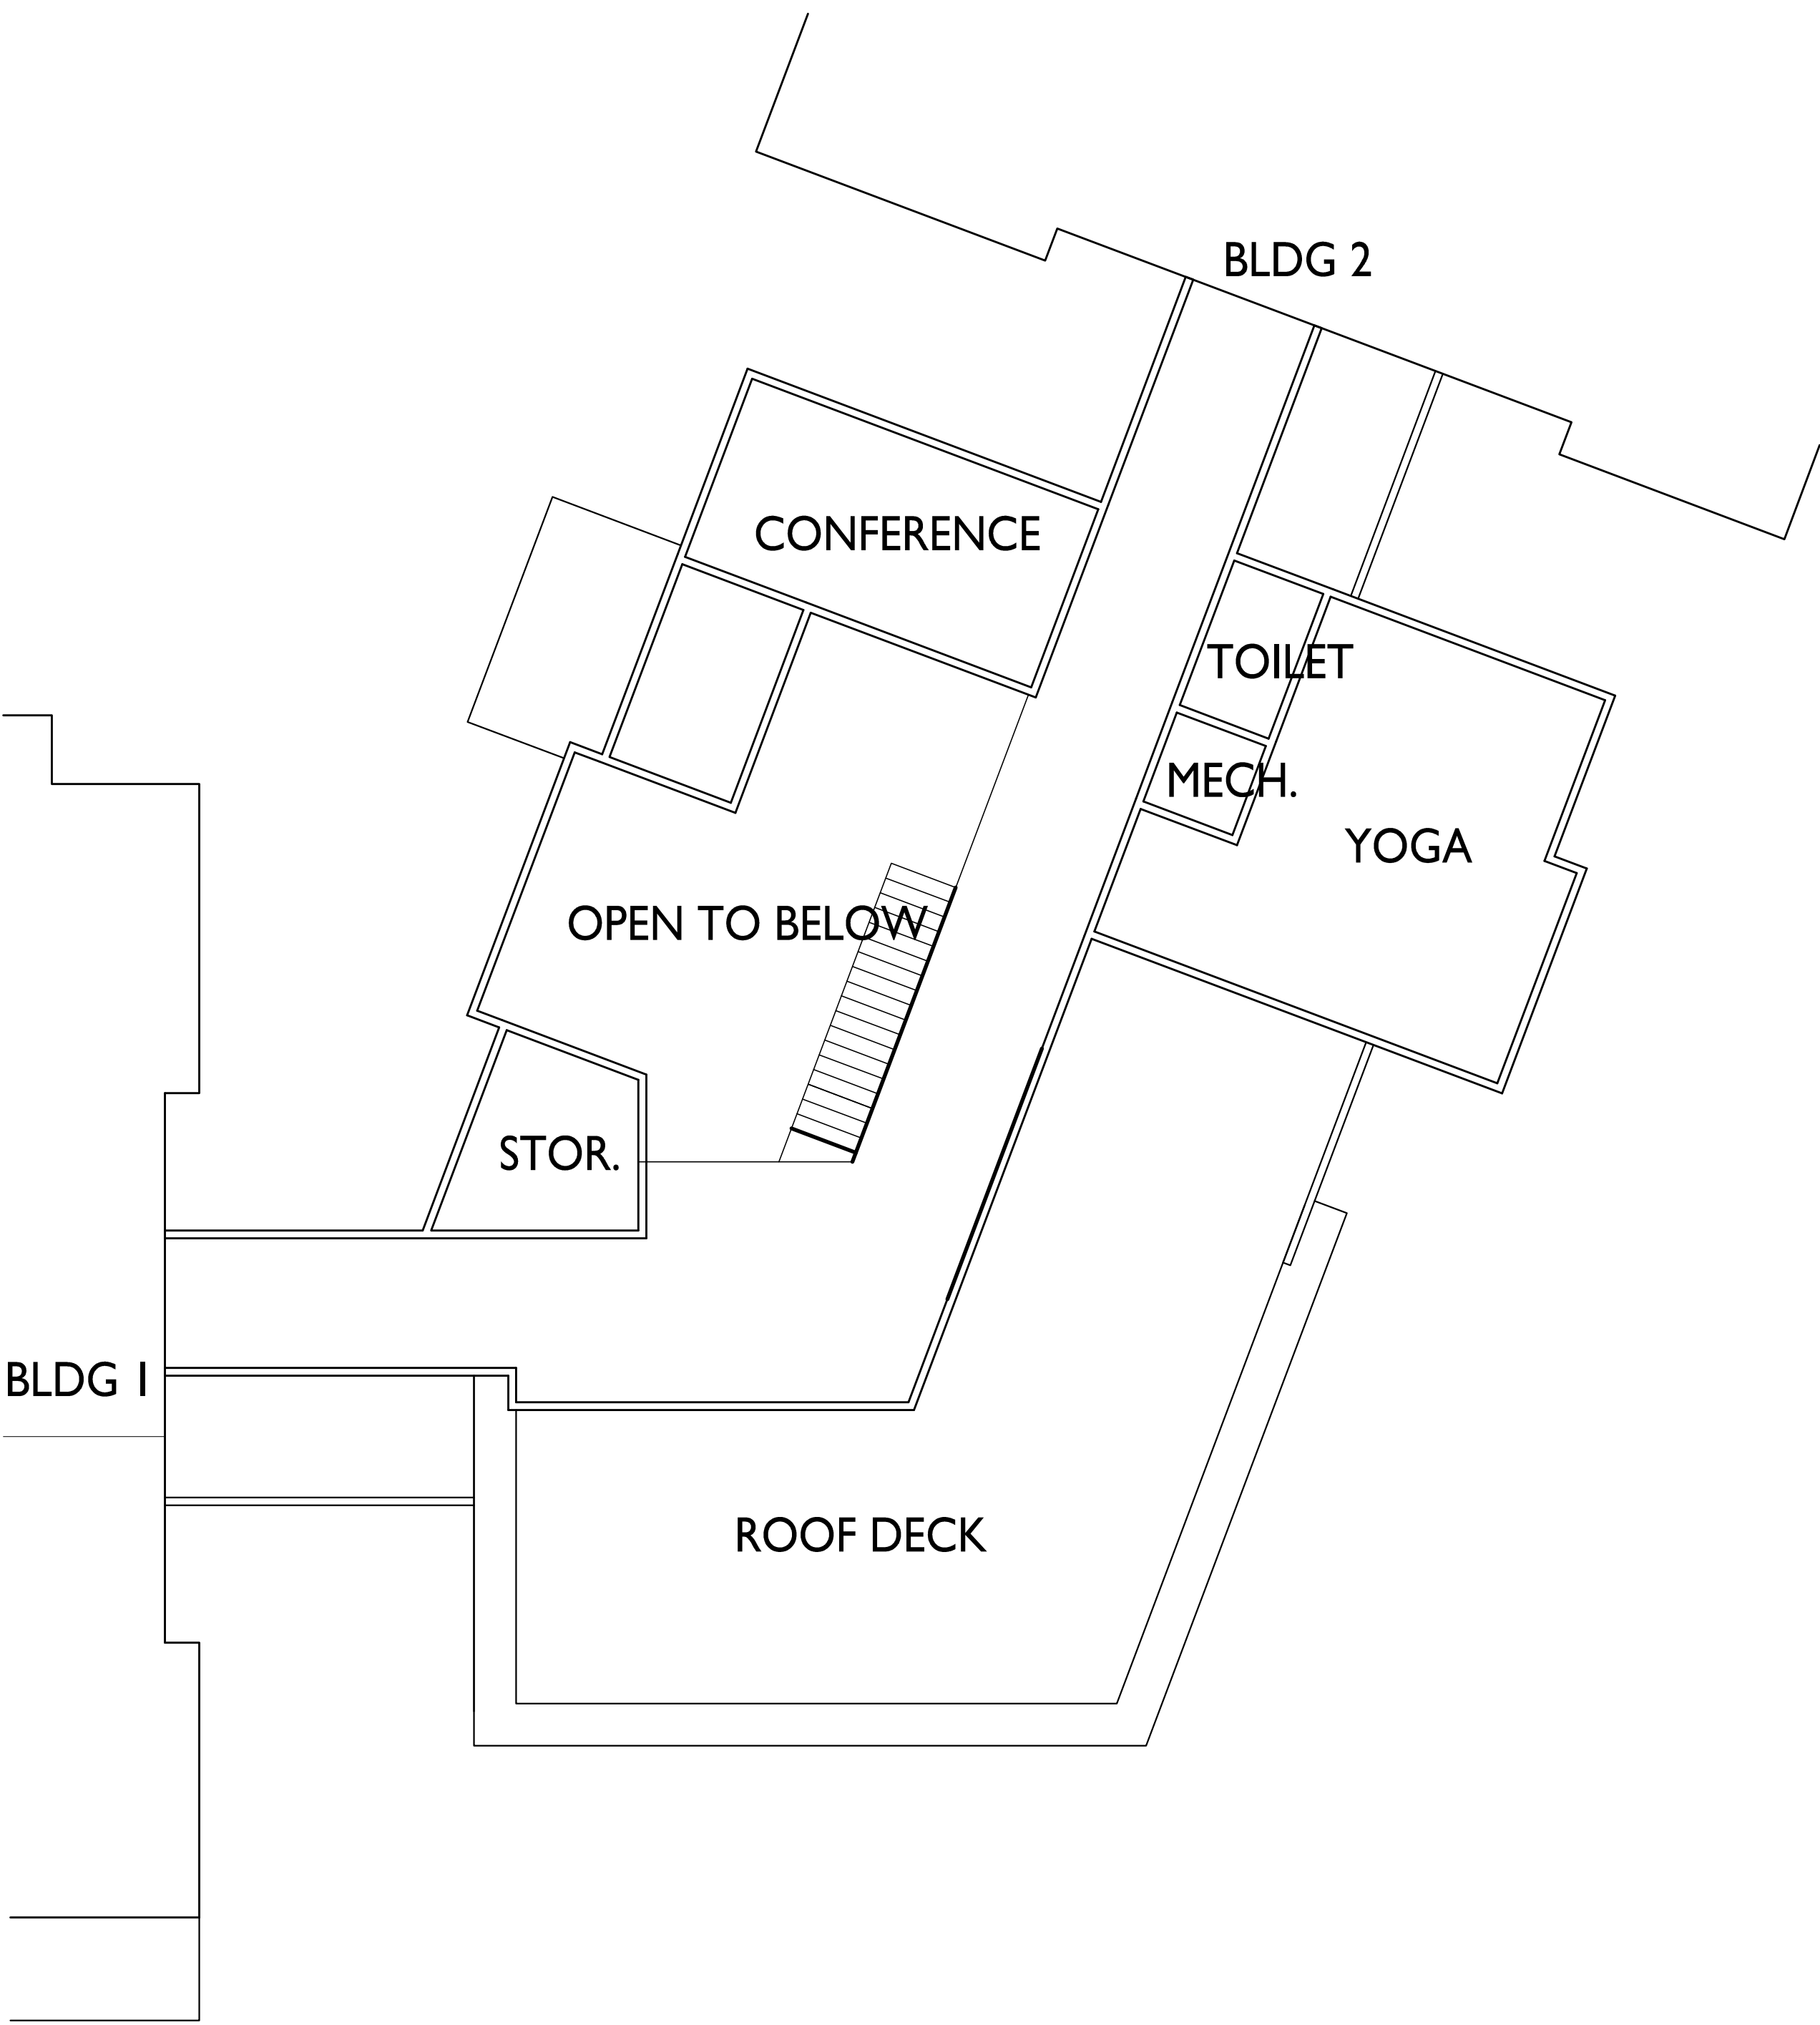 BLDG 2
CONFERENCE
TOILET
MECH.
YOGA
OPEN TO BELOW
STOR.
BLDG 1
ROOF DECK